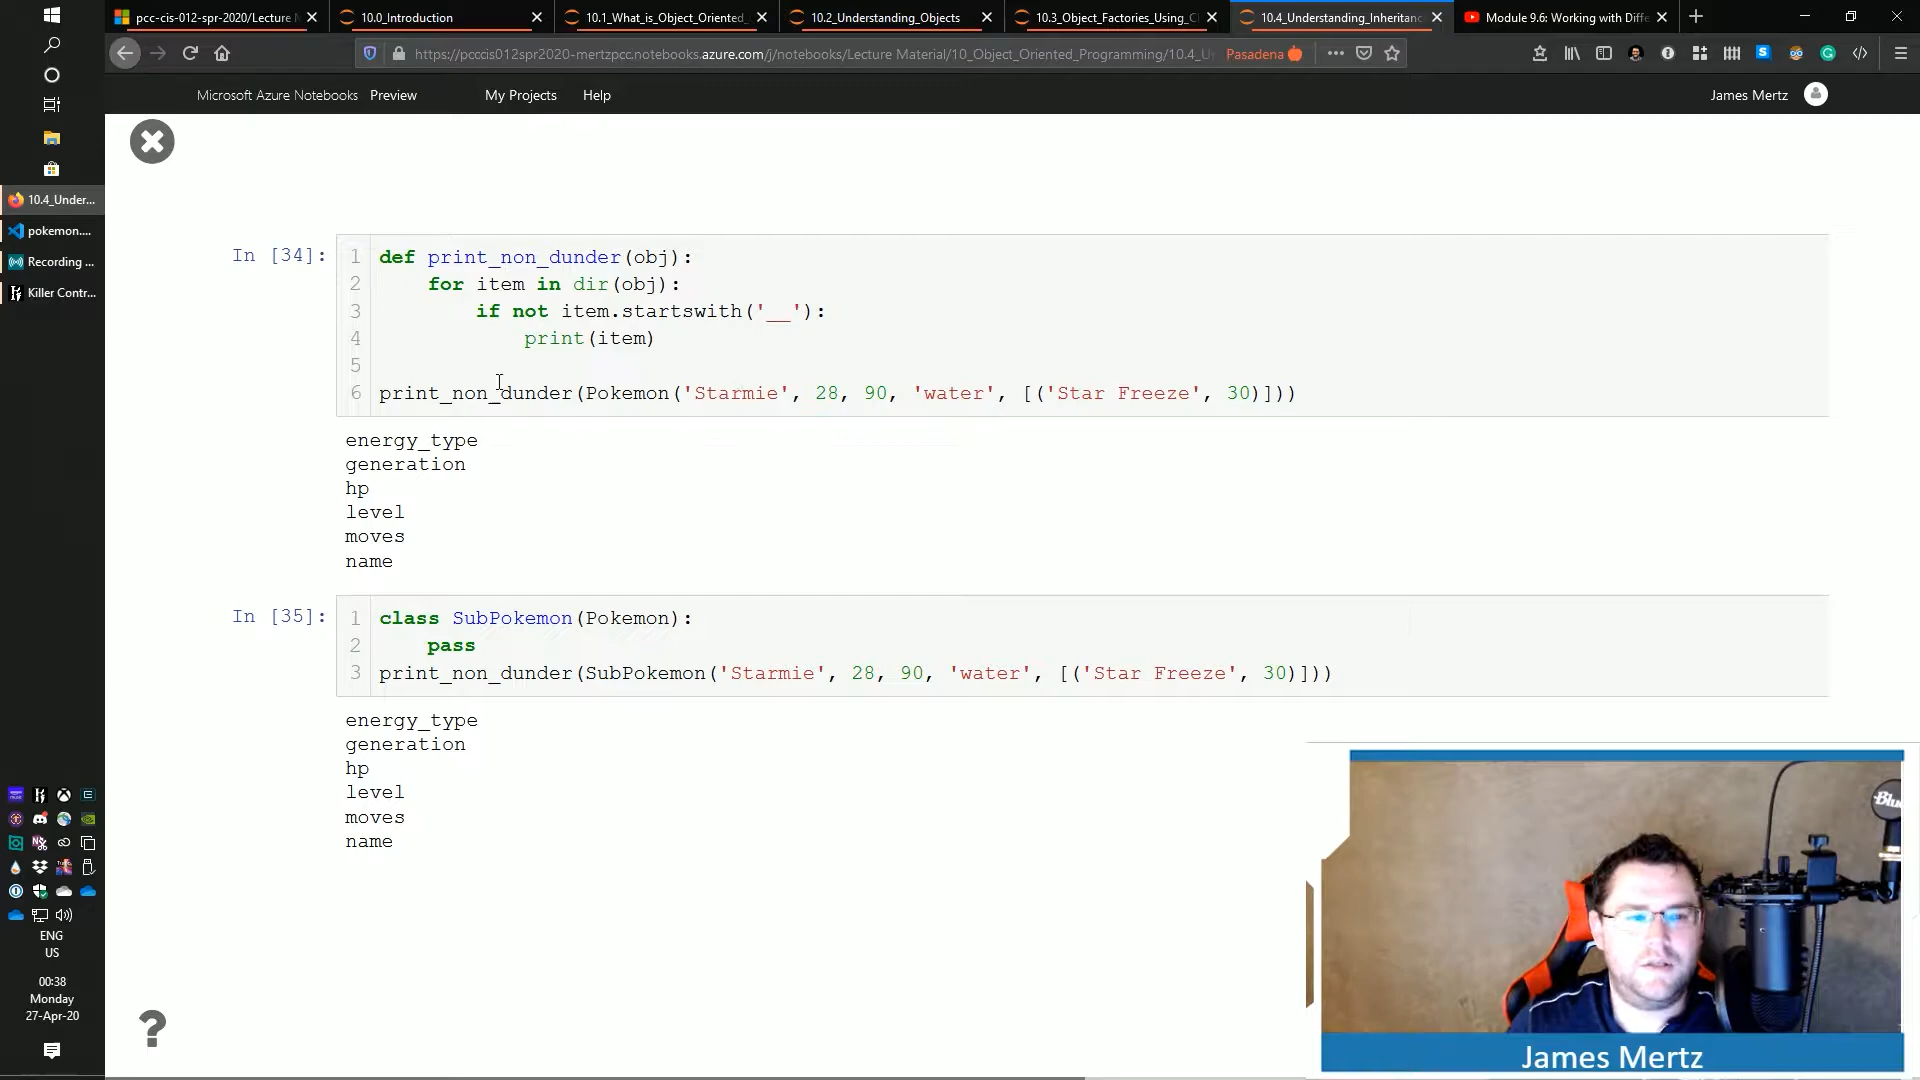 pcc-cis-012-spr-2020/Lecture
10.0_Introduction
10.1_What_is_Object_Oriented_
10.2_Understanding_Objects
10.3_Object_Factories_Using_C
10.4_Understanding_Inheritanc
Module 9.6: Working with Diffe
https://pcccis012spr2020-mertzpcc.notebooks.azure.com/j/notebooks/Lecture Material/10_Object_Oriented_Programming/10.4_U
Pasadena
Microsoft Azure Notebooks Preview My Projects Help James Mertz
10.4_Under...
pokemon....
Recording ...
Killer Contr...
In [34]:
1 def print_non_dunder(obj):
2     for item in dir(obj):
3         if not item.startswith('__'):
4             print(item)
5
6 print_non_dunder(Pokemon('Starmie', 28, 90, 'water', [('Star Freeze', 30)]))
energy_type
generation
hp
level
moves
name
In [35]:
1 class SubPokemon(Pokemon):
2     pass
3 print_non_dunder(SubPokemon('Starmie', 28, 90, 'water', [('Star Freeze', 30)]))
energy_type
generation
hp
level
moves
name
ENG
US
00:38
Monday
27-Apr-20
?
Blu
James Mertz